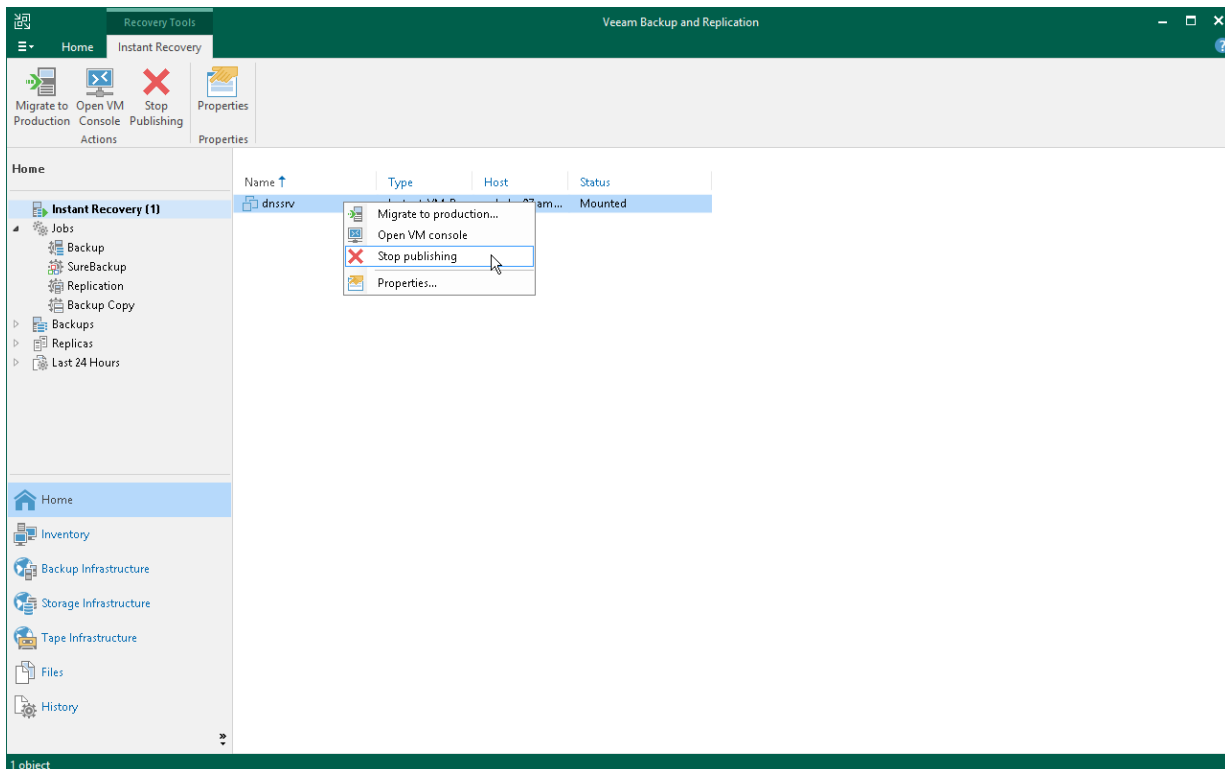 Recovery Tools
Veeam Backup and Replication
Home Instant Recovery
Migrate to Production
Open VM Console
Stop Publishing
Properties
Actions
Properties
Home
Name Type Host Status
Instant Recovery (1)
dnssrv am... Mounted
Jobs
Backup
SureBackup
Replication
Backup Copy
Backups
Replicas
Last 24 Hours
Migrate to production...
Open VM console
Stop publishing
Properties...
Home
Inventory
Backup Infrastructure
Storage Infrastructure
Tape Infrastructure
Files
History
1 object